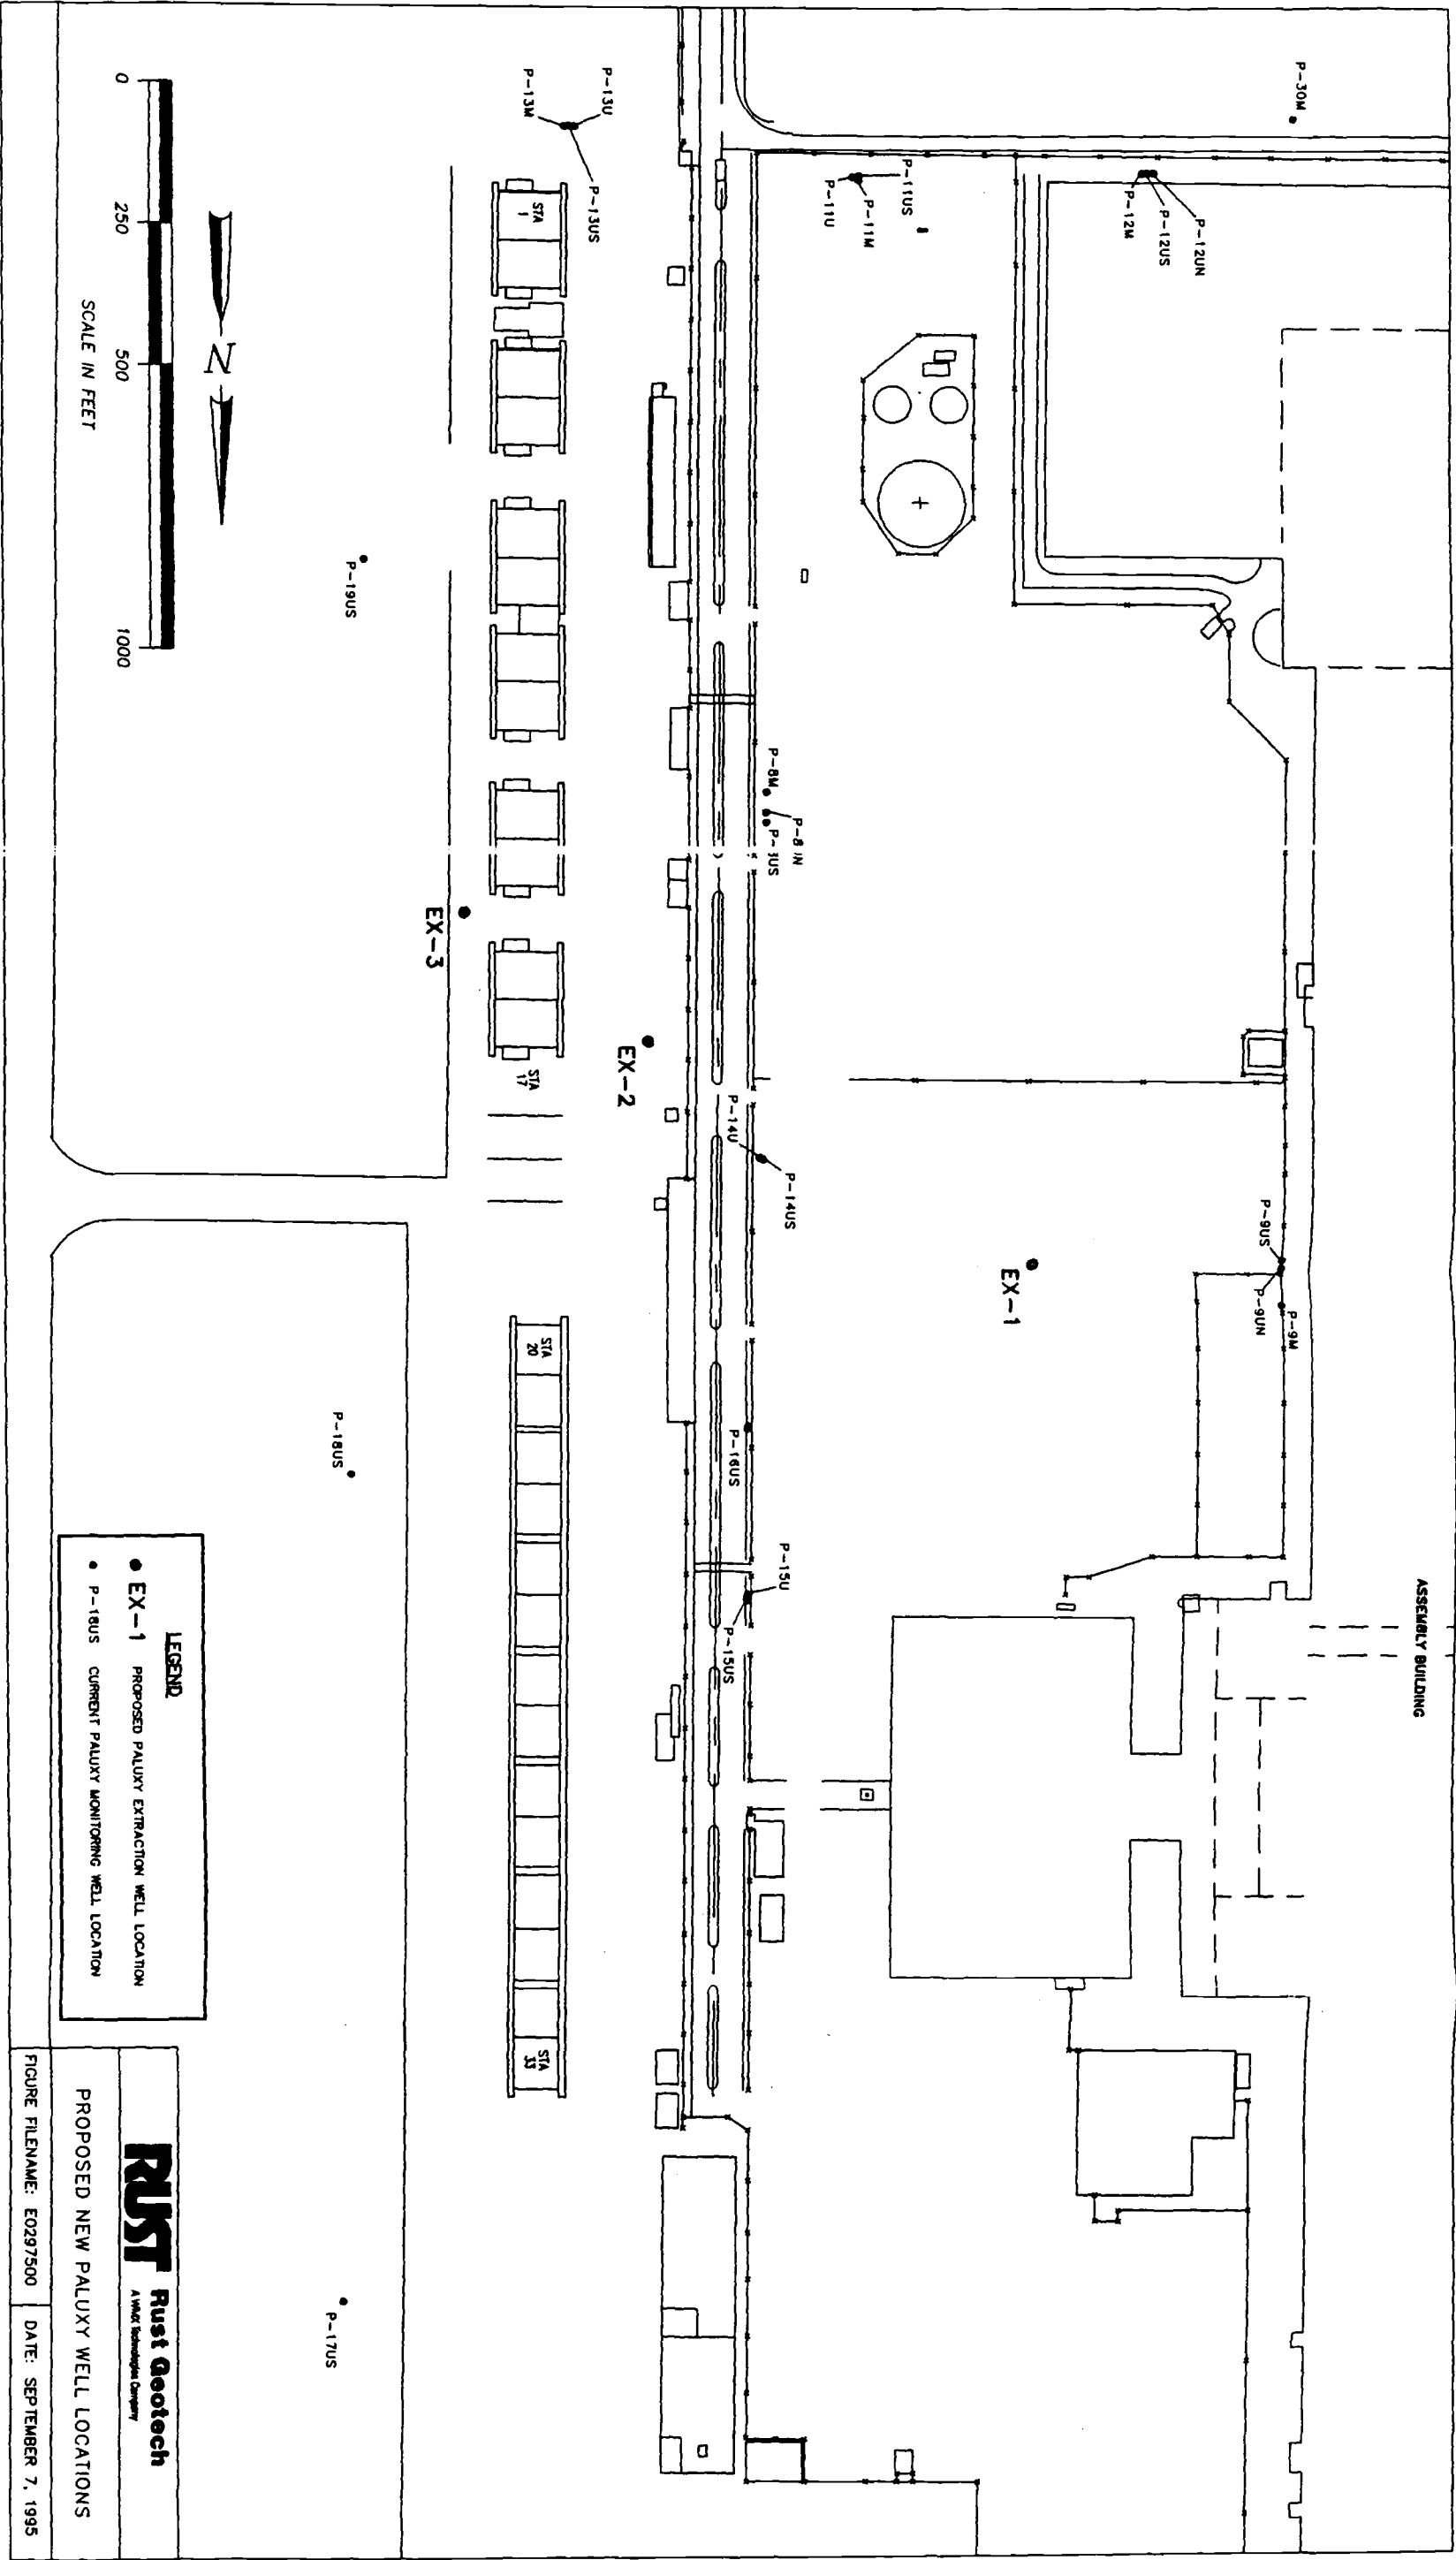 ASSEMBLY BUILDING
P-30M
P-12UN
P-12US
P-12M
P-11US
P-11M
P-11U
P-9US
P-9UN
P-9M
EX-1
P-8M
P-14U
P-14US
P-16US
P-15U
P-15US
P-13U
P-13M
P-13US
EX-2
EX-3
STA
1
STA
17
STA
20
STA
33
P-19US
P-18US
P-17US
N
0
250
500
1000
SCALE IN FEET
LEGEND
EX-1 PROPOSED PALUXY EXTRACTION WELL LOCATION
P-18US CURRENT PALUXY MONITORING WELL LOCATION
RUST Rust Geotech
A WMX Technologies Company
PROPOSED NEW PALUXY WELL LOCATIONS
FIGURE FILENAME: E0297500
DATE: SEPTEMBER 7, 1995